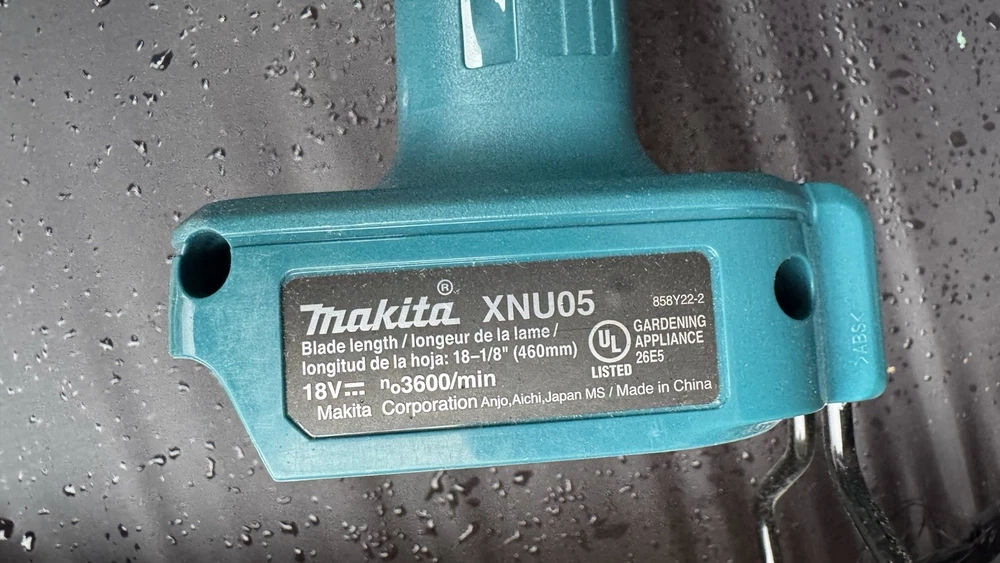 makita® XNU05
858Y22-2
Blade length / longeur de la lame /
longitud de la hoja: 18–1/8" (460mm)
18V⎓ no3600/min
Makita Corporation Anjo,Aichi,Japan MS / Made in China
UL
LISTED
GARDENING
APPLIANCE
26E5
>ABS<